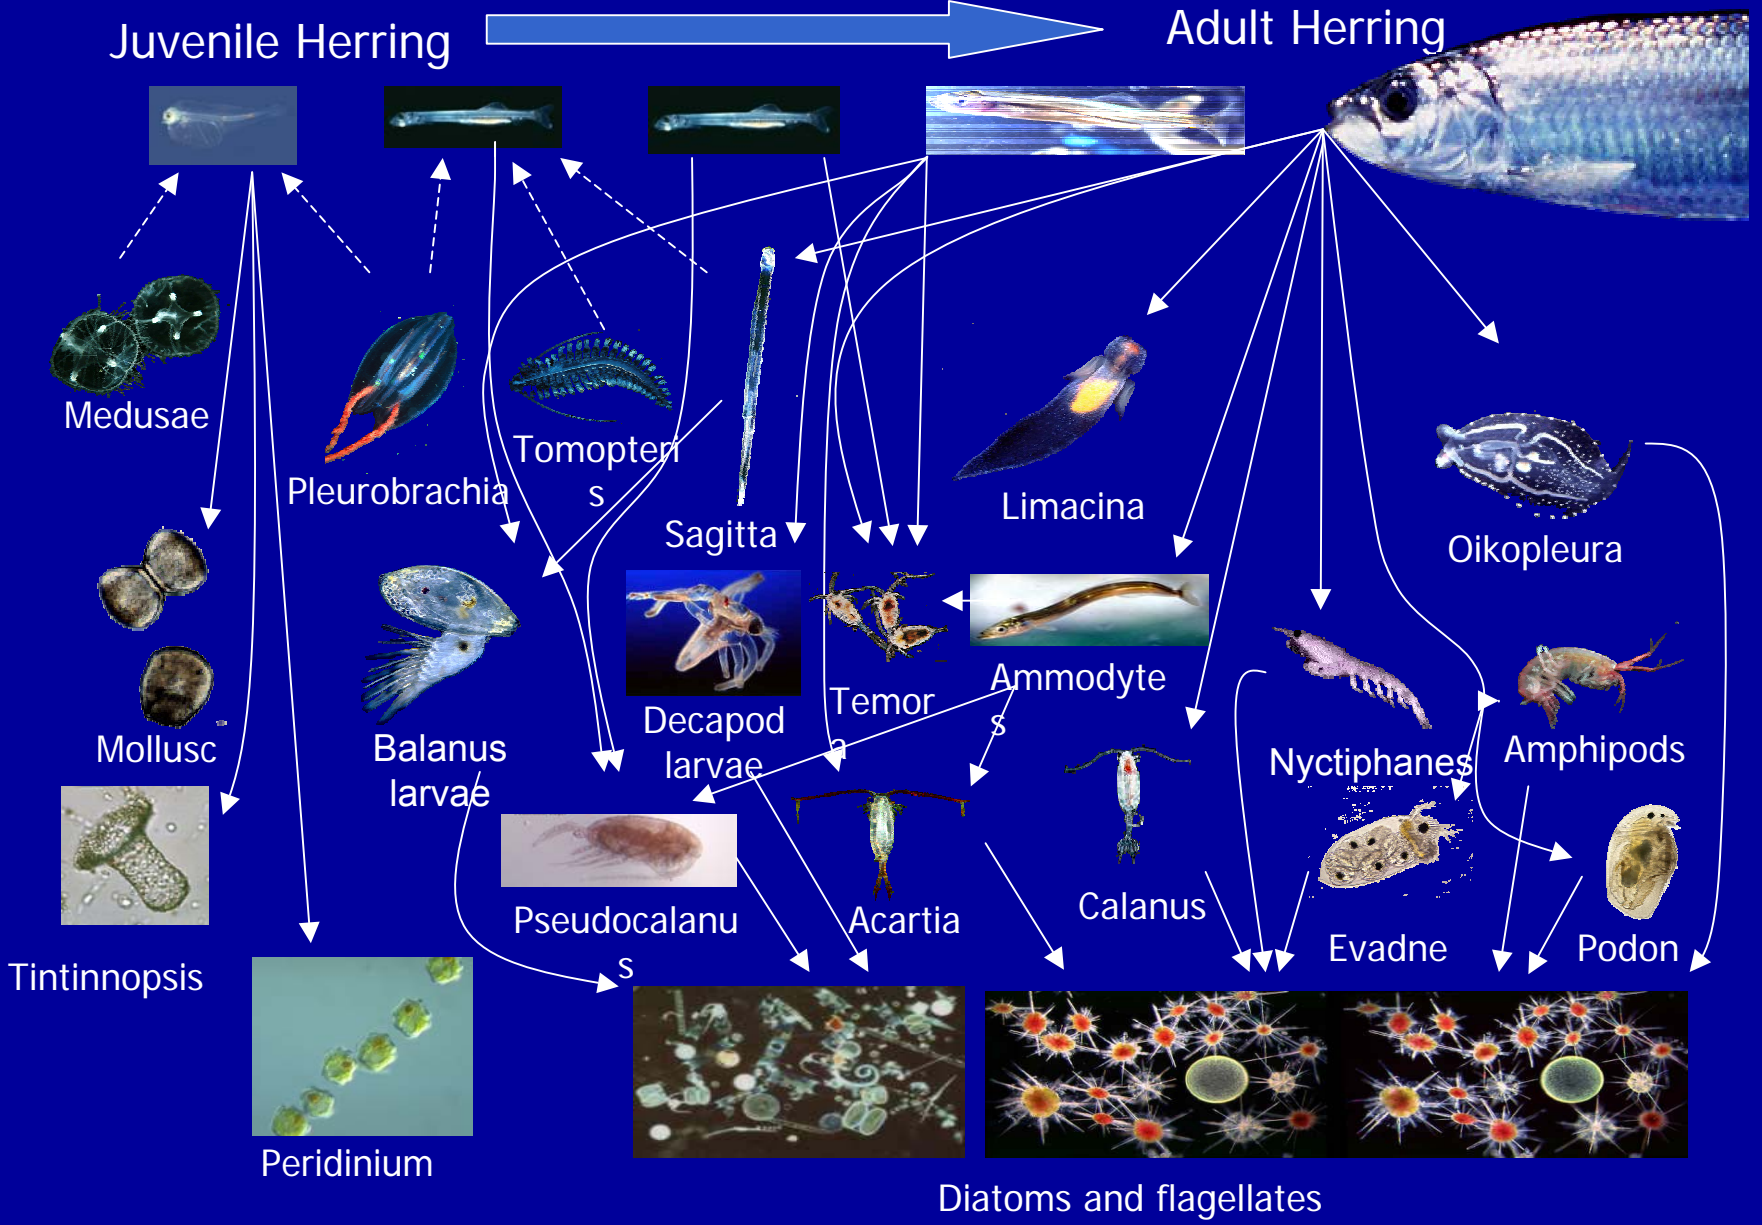 Juvenile Herring
Adult Herring
Medusae
Pleurobrachia
Tomopteri
s
Sagitta
Limacina
Oikopleura
Mollusc
Balanus
larvae
Decapod
larvae
Temor
a
Ammodyte
s
Nyctiphanes
Amphipods
Tintinnopsis
Pseudocalanu
s
Acartia
Calanus
Evadne
Podon
Peridinium
Diatoms and flagellates